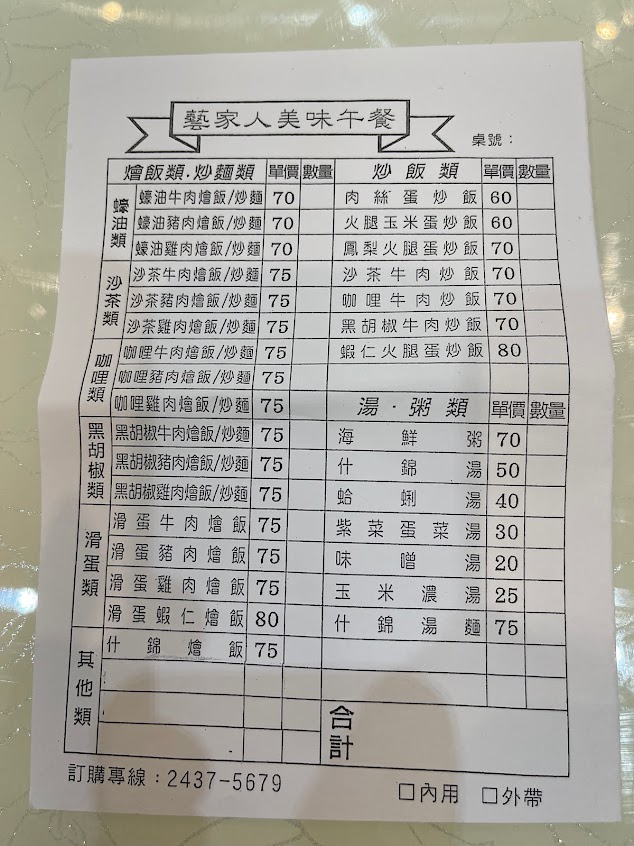 藝家人美味午餐
桌號：
燴飯類.炒麵類 單價 數量
蠔油類
蠔油牛肉燴飯/炒麵 70
蠔油豬肉燴飯/炒麵 70
蠔油雞肉燴飯/炒麵 70
沙茶類
沙茶牛肉燴飯/炒麵 75
沙茶豬肉燴飯/炒麵 75
沙茶雞肉燴飯/炒麵 75
咖哩類
咖哩牛肉燴飯/炒麵 75
咖哩豬肉燴飯/炒麵 75
咖哩雞肉燴飯/炒麵 75
黑胡椒類
黑胡椒牛肉燴飯/炒麵 75
黑胡椒豬肉燴飯/炒麵 75
黑胡椒雞肉燴飯/炒麵 75
滑蛋類
滑蛋牛肉燴飯 75
滑蛋豬肉燴飯 75
滑蛋雞肉燴飯 75
滑蛋蝦仁燴飯 80
其他類
什錦燴飯 75
炒飯類 單價 數量
肉絲蛋炒飯 60
火腿玉米蛋炒飯 60
鳳梨火腿蛋炒飯 70
沙茶牛肉炒飯 70
咖哩牛肉炒飯 70
黑胡椒牛肉炒飯 70
蝦仁火腿蛋炒飯 80
湯．粥類 單價 數量
海鮮粥 70
什錦湯 50
蛤蜊湯 40
紫菜蛋菜湯 30
味噌湯 20
玉米濃湯 25
什錦湯麵 75
合計
訂購專線：2437-5679
□內用 □外帶